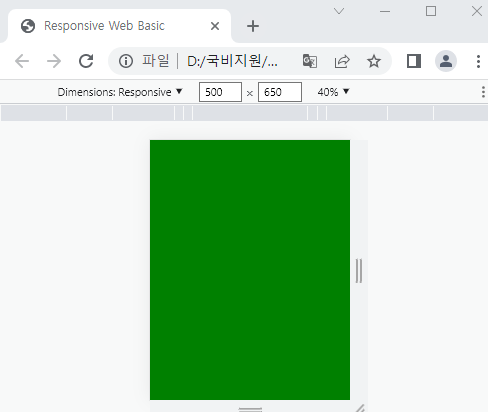 Responsive Web Basic
파일 | D:/국비지원/...
Dimensions: Responsive ▼ 500 × 650 40% ▼